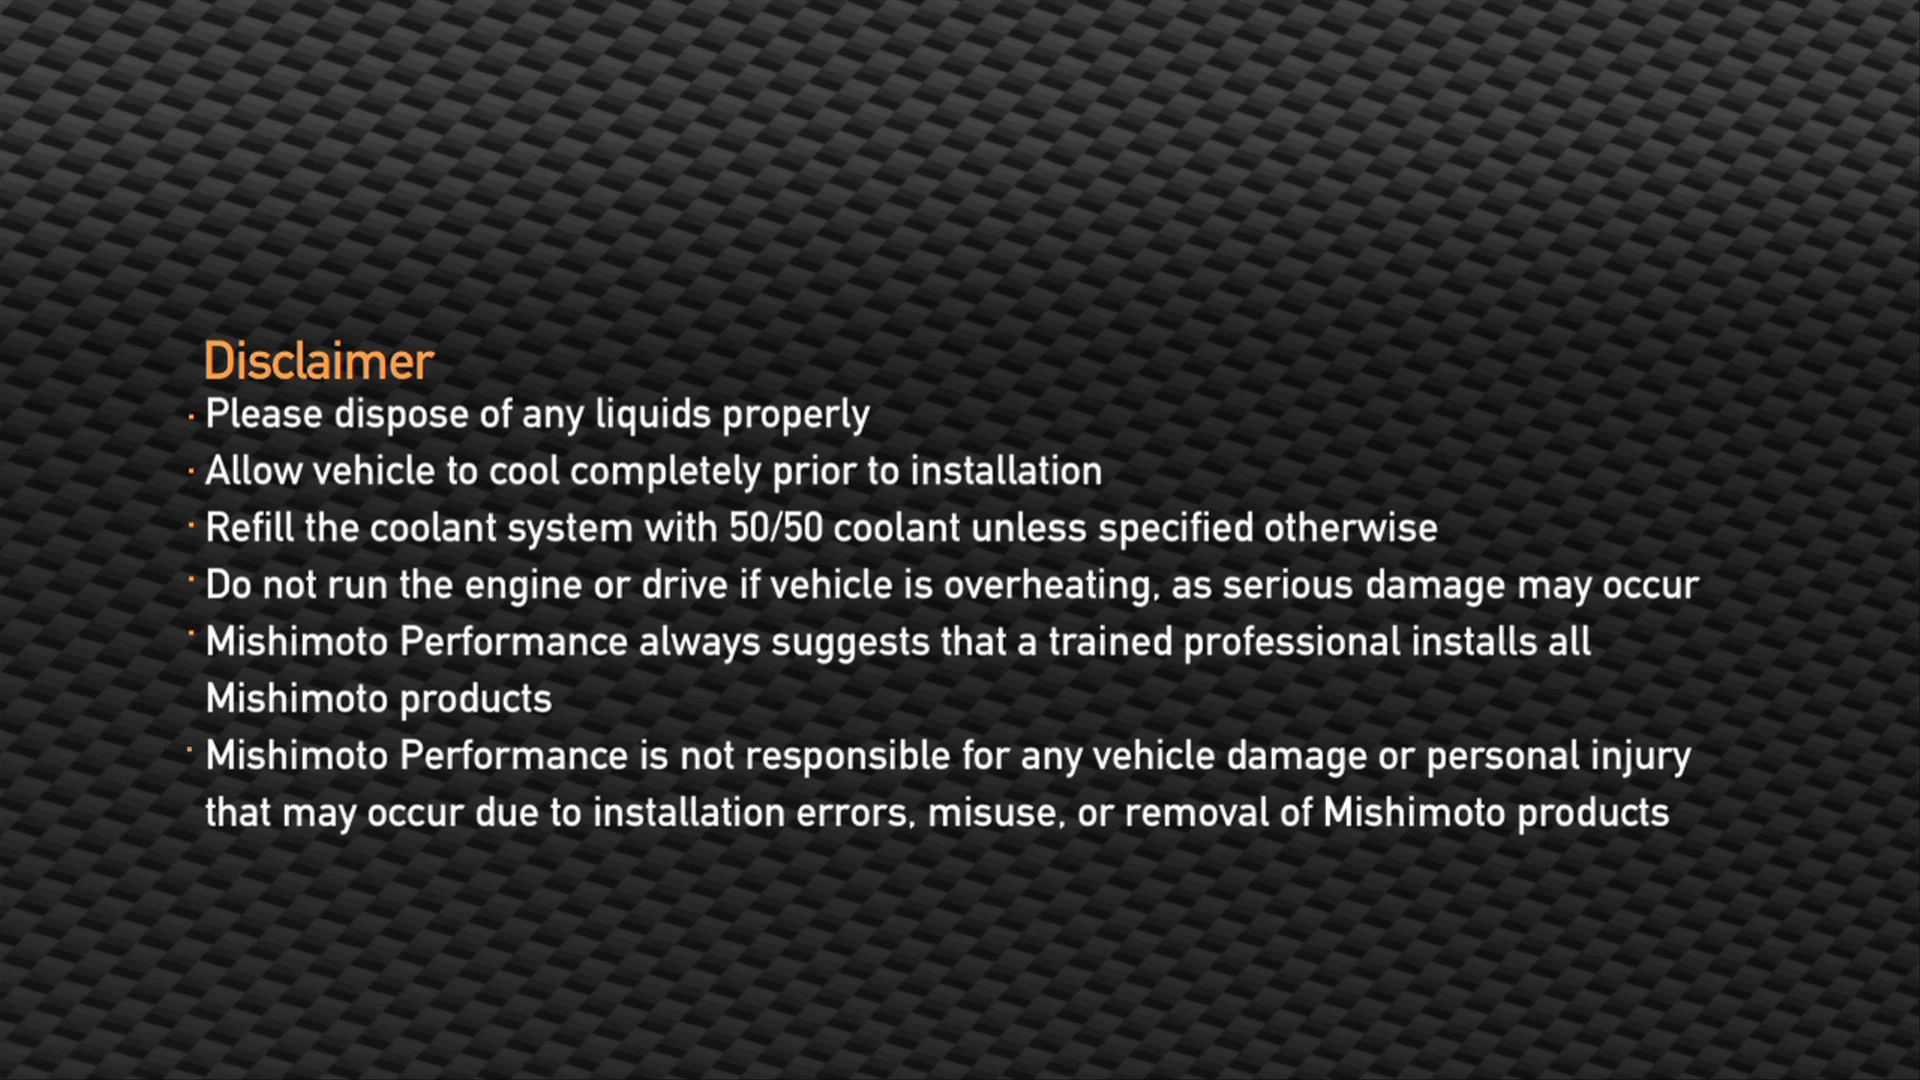 Disclaimer
· Please dispose of any liquids properly
· Allow vehicle to cool completely prior to installation
· Refill the coolant system with 50/50 coolant unless specified otherwise
· Do not run the engine or drive if vehicle is overheating, as serious damage may occur
· Mishimoto Performance always suggests that a trained professional installs all
Mishimoto products
· Mishimoto Performance is not responsible for any vehicle damage or personal injury
that may occur due to installation errors, misuse, or removal of Mishimoto products